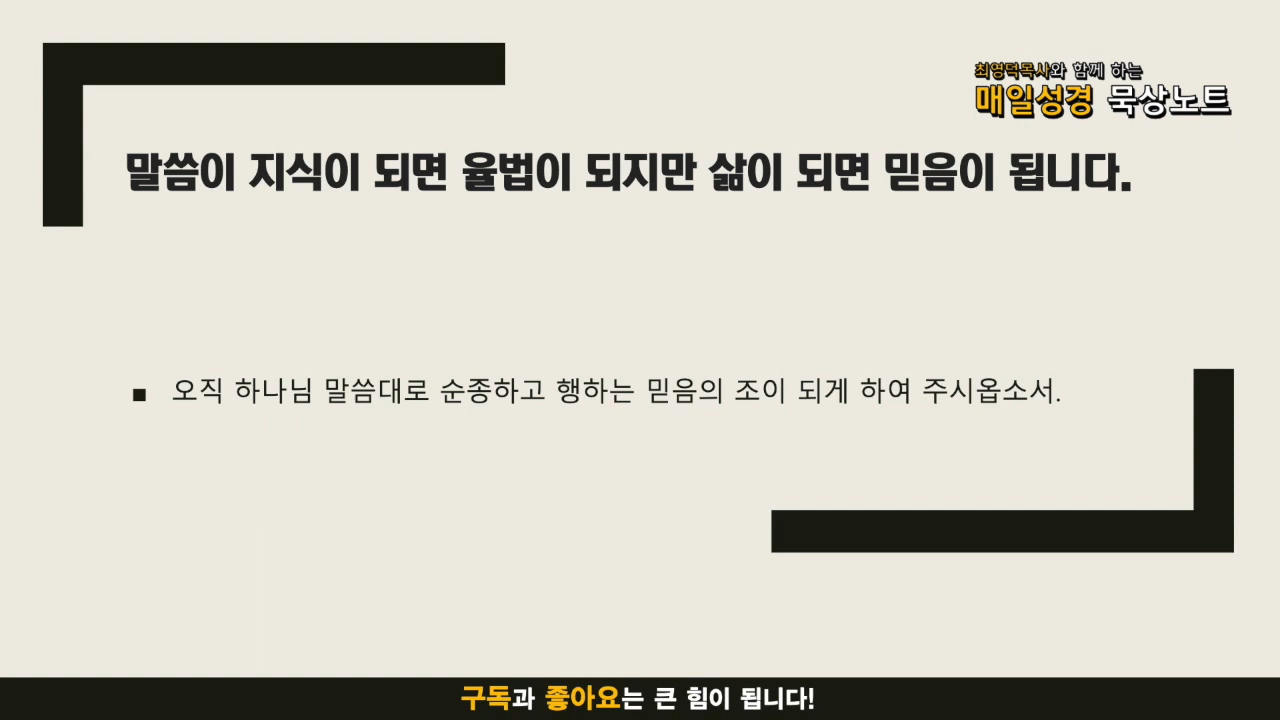 최영덕목사와 함께 하는
매일성경 묵상노트
말씀이 지식이 되면 율법이 되지만 삶이 되면 믿음이 됩니다.
■ 오직 하나님 말씀대로 순종하고 행하는 믿음의 조이 되게 하여 주시옵소서.
구독과 좋아요는 큰 힘이 됩니다!